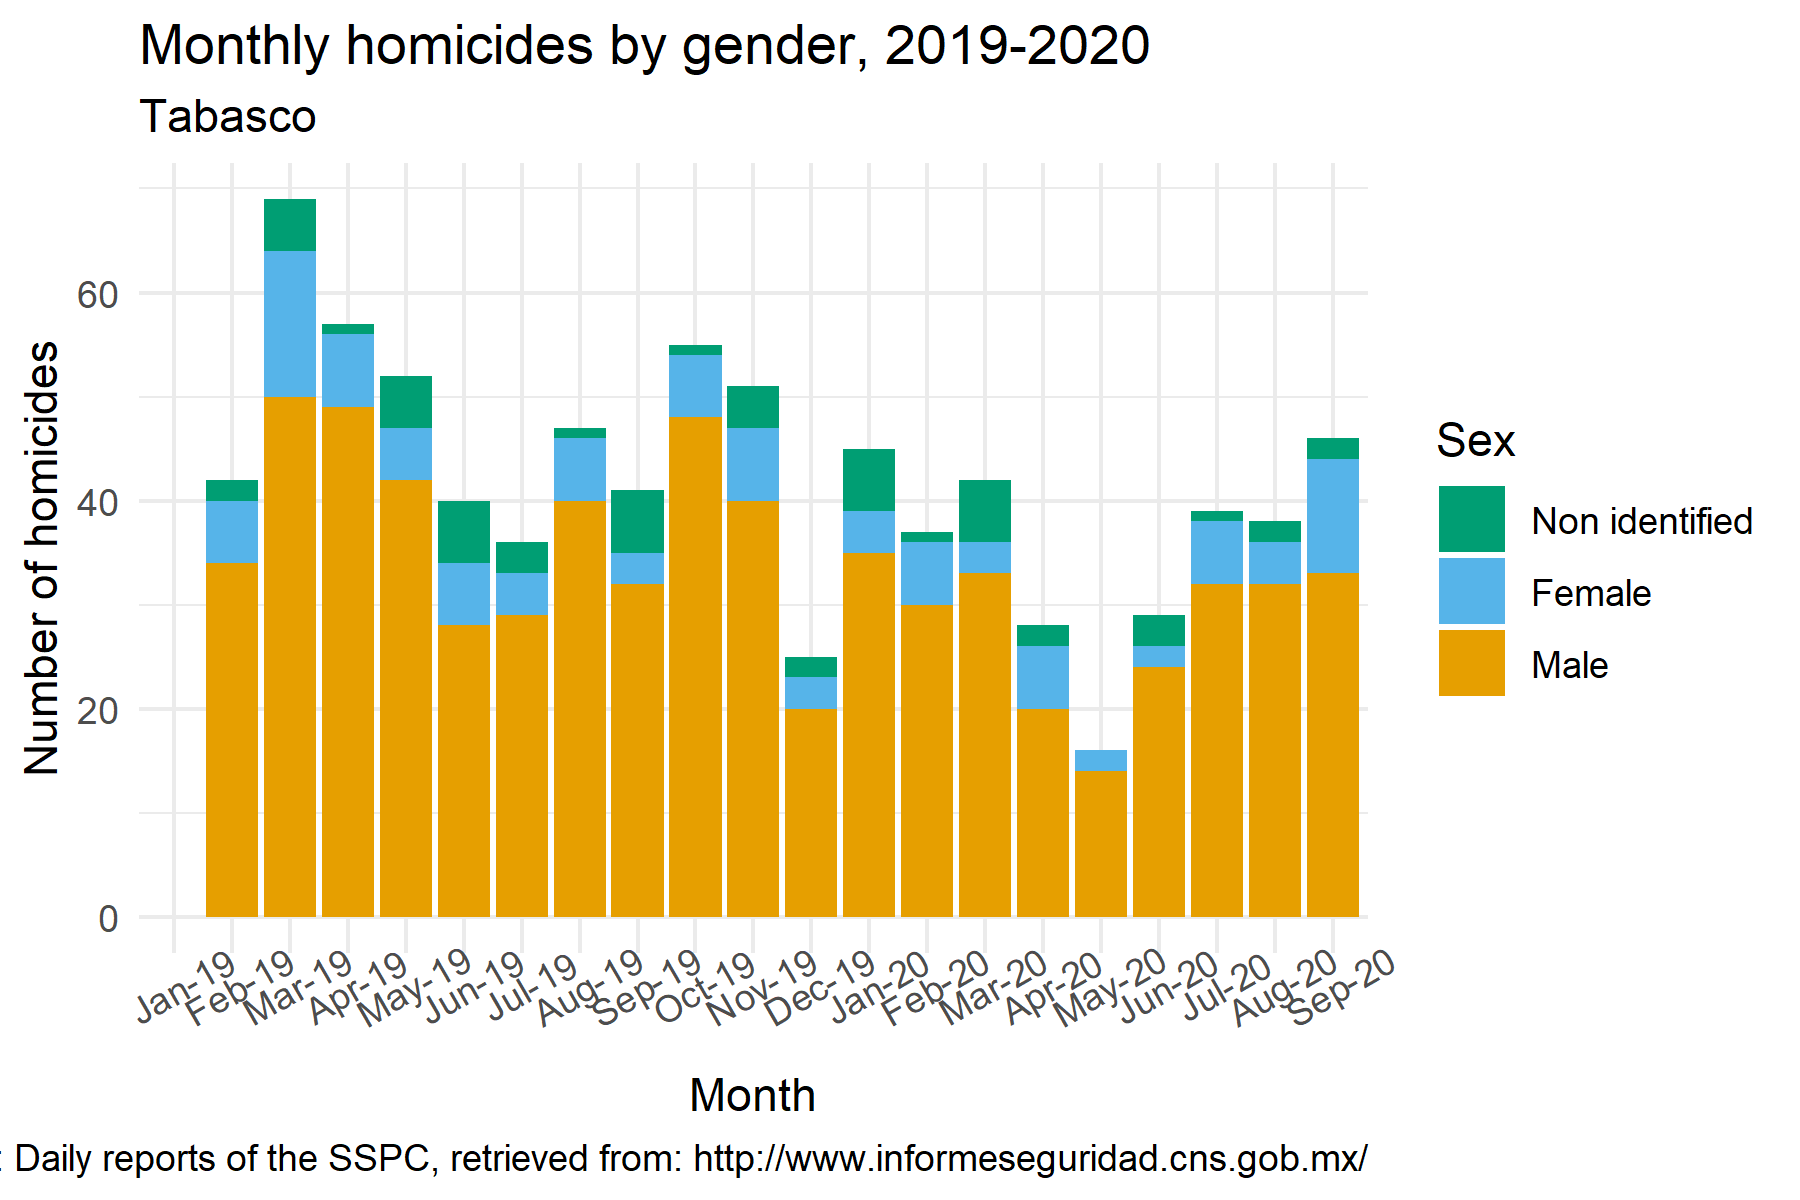 Monthly homicides by gender, 2019-2020
Tabasco
Number of homicides
60
40
20
0
Jan-19
Feb-19
Mar-19
Apr-19
May-19
Jun-19
Jul-19
Aug-19
Sep-19
Oct-19
Nov-19
Dec-19
Jan-20
Feb-20
Mar-20
Apr-20
May-20
Jun-20
Jul-20
Aug-20
Sep-20
Month
Sex
Non identified
Female
Male
: Daily reports of the SSPC, retrieved from: http://www.informeseguridad.cns.gob.mx/